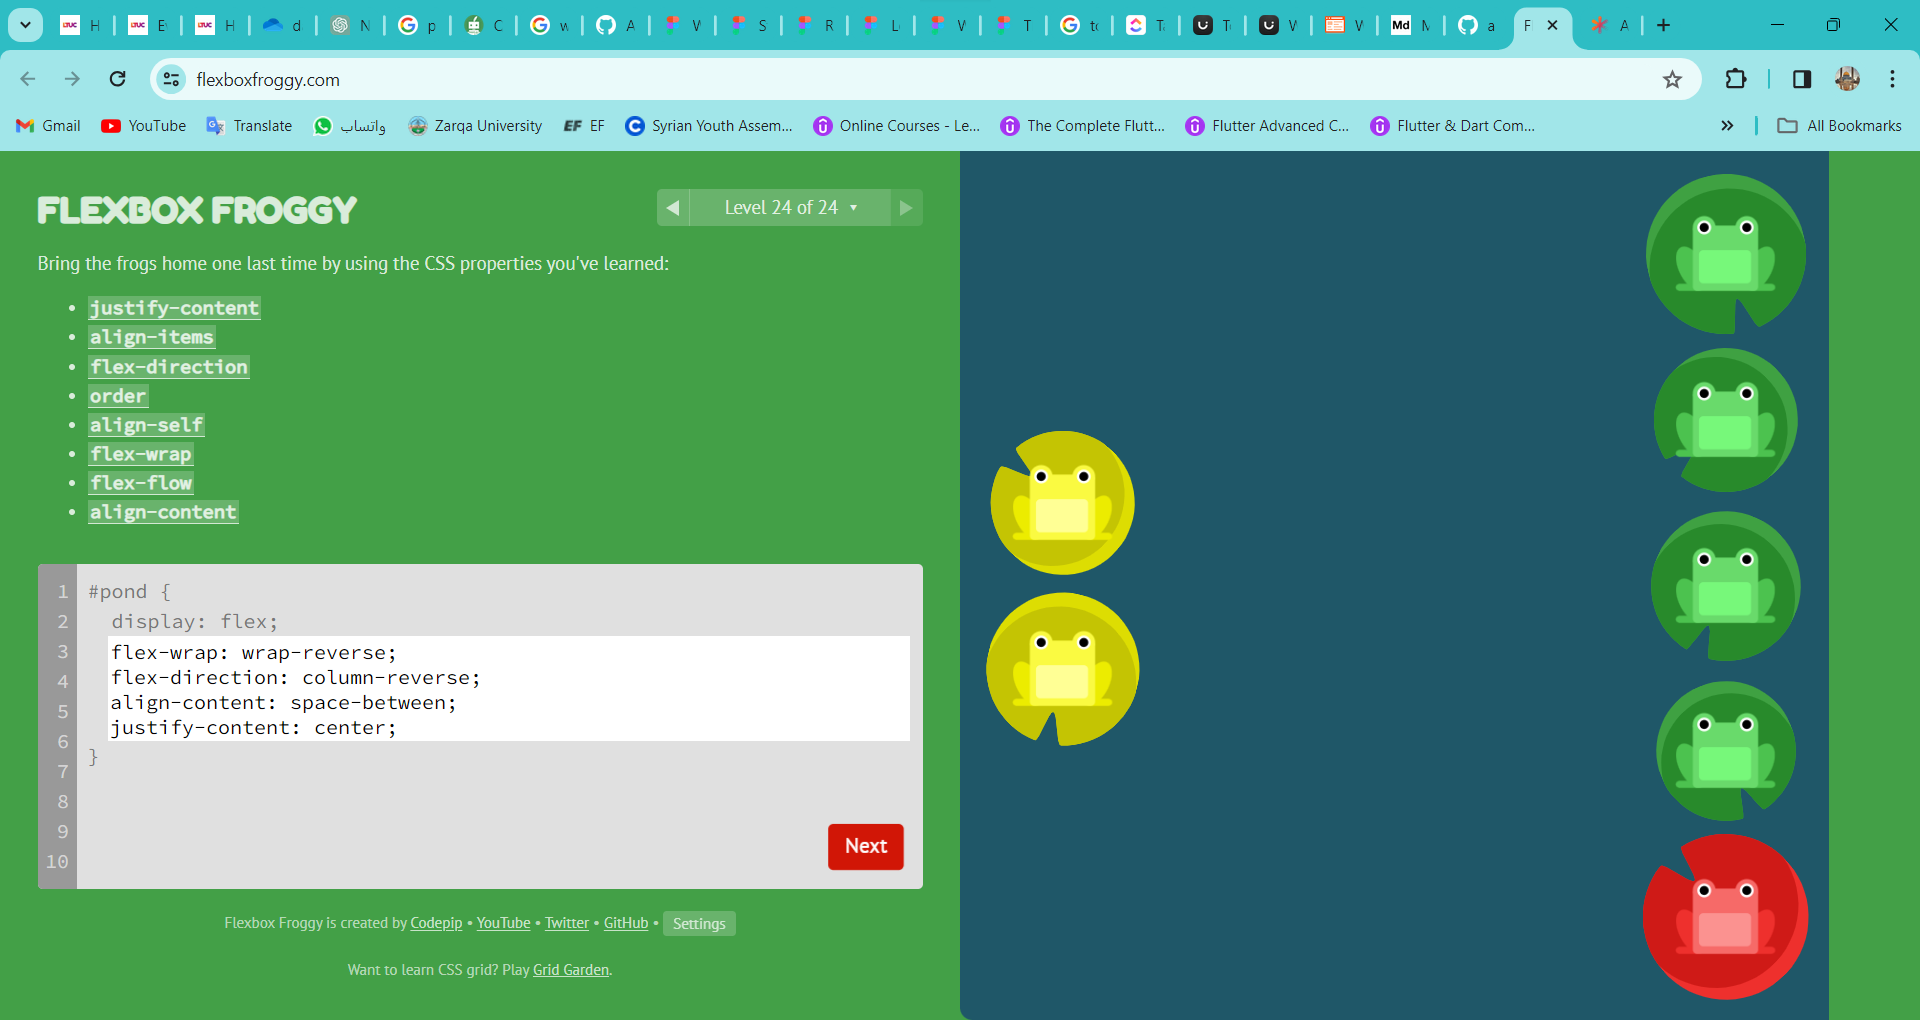 H
E
H
d
N
p
C
w
A
V
S
R
L
V
T
to
T
T
V
V
Md
a
F
A
flexboxfroggy.com
Gmail
YouTube
Translate
واتساب
Zarqa University
EF EF
Syrian Youth Assem...
Online Courses - Le...
The Complete Flutt...
Flutter Advanced C...
Flutter & Dart Com...
All Bookmarks
FLEXBOX FROGGY
Level 24 of 24
Bring the frogs home one last time by using the CSS properties you've learned:
justify-content
align-items
flex-direction
order
align-self
flex-wrap
flex-flow
align-content
1 #pond {
2 display: flex;
3 flex-wrap: wrap-reverse;
4 flex-direction: column-reverse;
5 align-content: space-between;
6 justify-content: center;
7 }
8
9
10
Next
Flexbox Froggy is created by Codepip • YouTube • Twitter • GitHub • Settings
Want to learn CSS grid? Play Grid Garden.